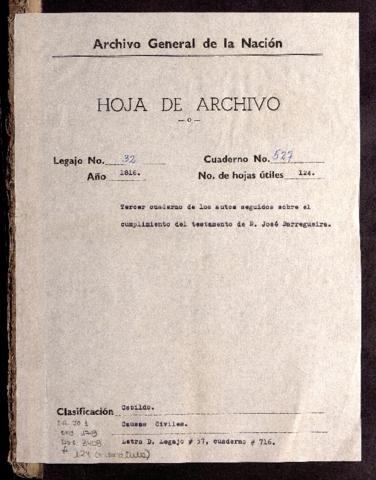 Archivo General de la Nación
HOJA DE ARCHIVO
—o—
Legajo No. 32 Cuaderno No. 527
Año 1816. No. de hojas útiles 124.
Tercer cuaderno de los autos seguidos sobre el
cumplimiento del testamento de D. José Darregueira.
Clasificación Cabildo.
Causas Civiles.
Letra D, Legajo # 37, cuaderno # 716.
124